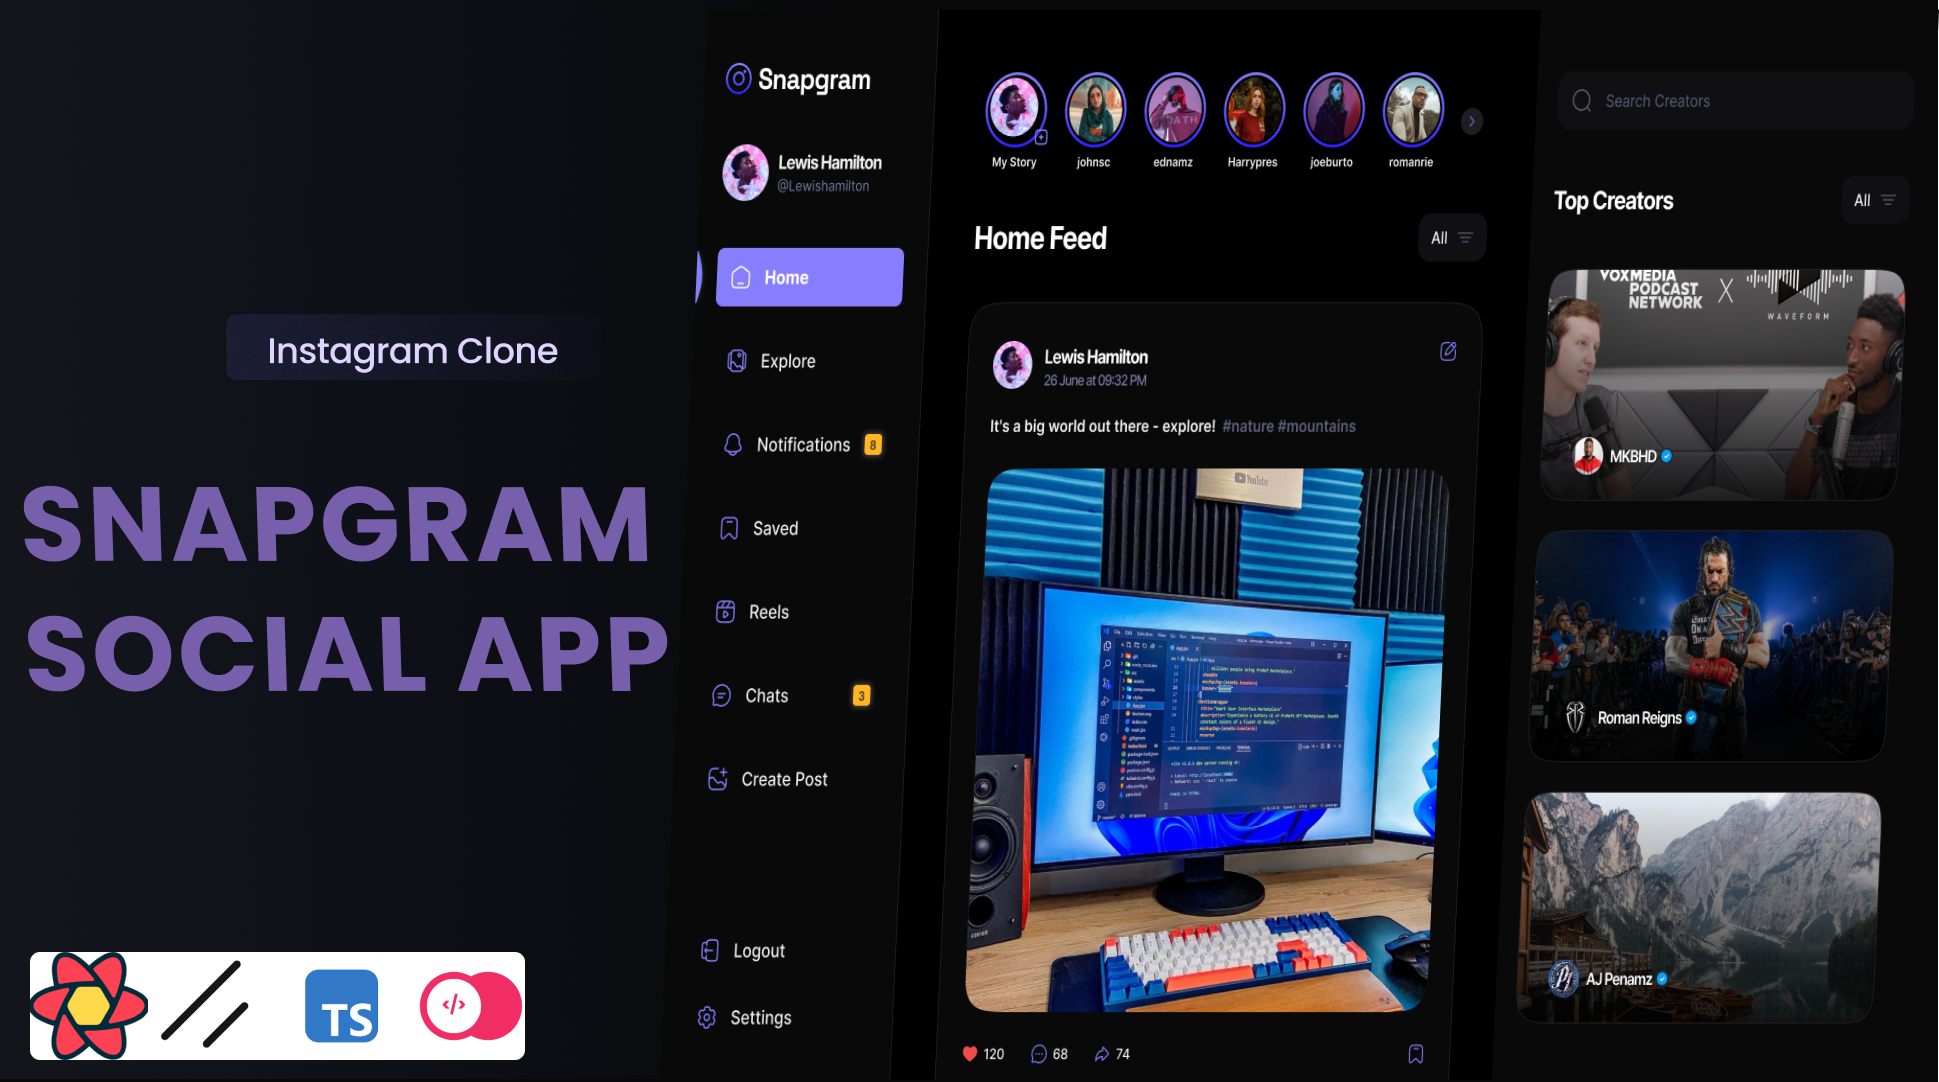 Instagram Clone
SNAPGRAM
SOCIAL APP
TS
</>
Snapgram
Lewis Hamilton
@Lewishamilton
Home
Explore
Notifications 8
Saved
Reels
Chats 3
Create Post
Logout
Settings
My Story
johnsc
ednamz
Harrypres
joeburto
romanrie
Home Feed
All
Lewis Hamilton
26 June at 09:32 PM
It's a big world out there - explore! #nature #mountains
YouTube
120 68 74
Search Creators
Top Creators
All
VOXMEDIA
PODCAST
NETWORK
X
WAVEFORM
MKBHD
Roman Reigns
AJ Penamz